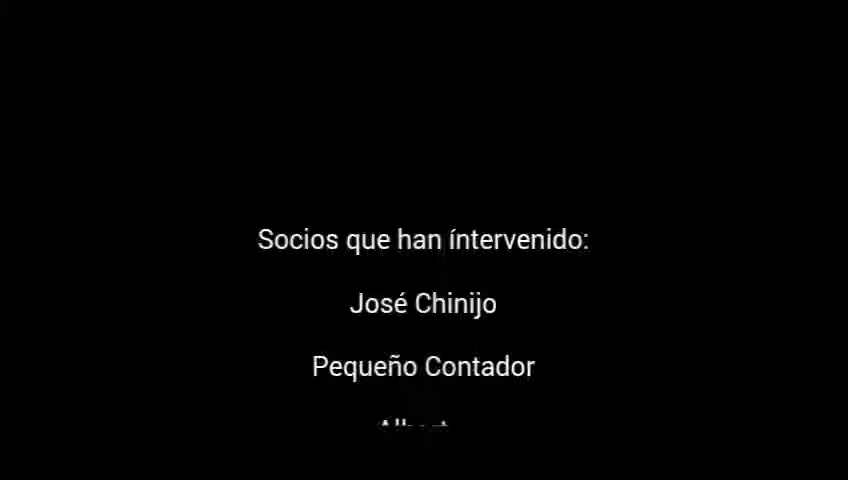 Socios que han íntervenido:
José Chinijo
Pequeño Contador